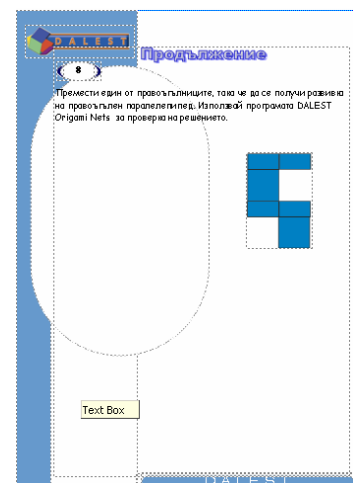 DALEST
Продължение
8
Премести един от правоъгълниците, така че да се получи развивка
на правоъгълен паралелепипед. Използвай програмата DALEST
Origami Nets за проверка на решението.
Text Box
DALEST